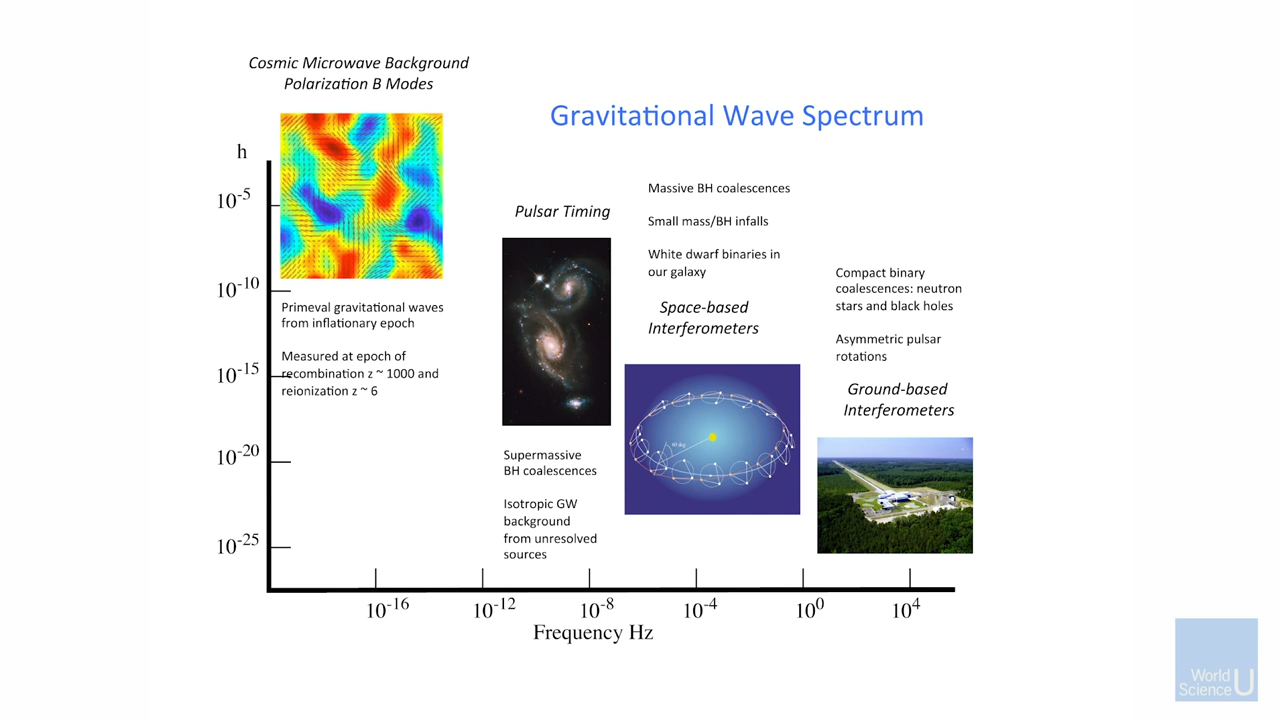 Cosmic Microwave Background
Polarization B Modes
Gravitational Wave Spectrum
h
10^-5
10^-10
10^-15
10^-20
10^-25
Primeval gravitational waves
from inflationary epoch
Measured at epoch of
recombination z ~ 1000 and
reionization z ~ 6
Pulsar Timing
Supermassive
BH coalescences
Isotropic GW
background
from unresolved
sources
Massive BH coalescences
Small mass/BH infalls
White dwarf binaries in
our galaxy
Space-based
Interferometers
60 deg
Compact binary
coalescences: neutron
stars and black holes
Asymmetric pulsar
rotations
Ground-based
Interferometers
10^-16
10^-12
10^-8
10^-4
10^0
10^4
Frequency Hz
World
Science U